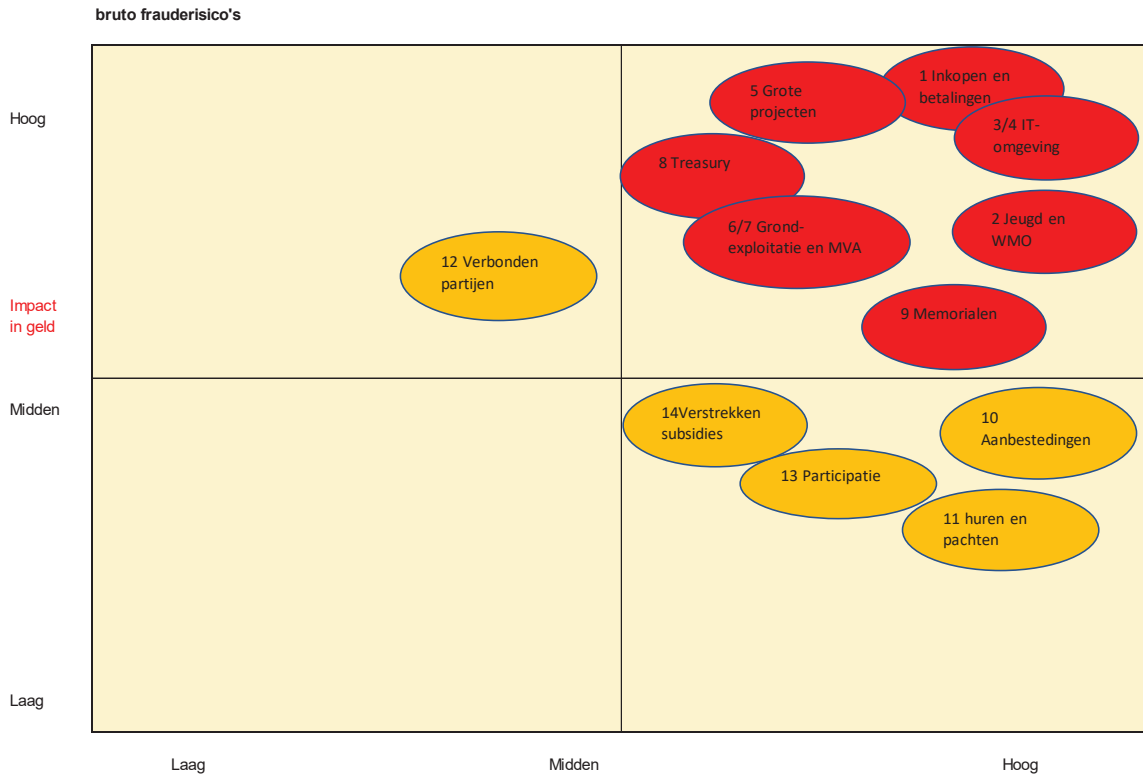 bruto frauderisico's
Hoog
1 Inkopen en
betalingen
5 Grote
projecten
3/4 IT-
omgeving
8 Treasury
6/7 Grond-
exploitatie en MVA
2 Jeugd en
WMO
12 Verbonden
partijen
Impact
in geld
9 Memorialen
Midden
14Verstrekken
subsidies
10
Aanbestedingen
13 Participatie
11 huren en
pachten
Laag
Laag
Midden
Hoog